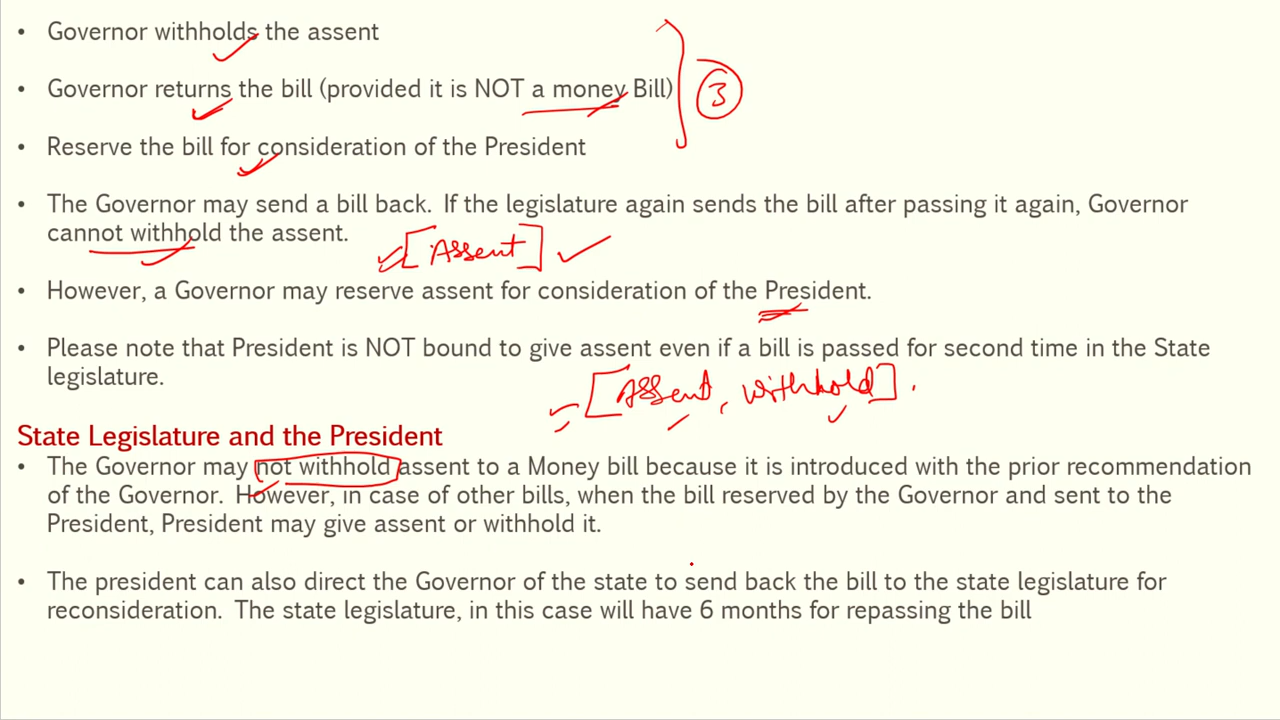 • Governor withholds the assent
• Governor returns the bill (provided it is NOT a money Bill)
3
• Reserve the bill for consideration of the President
• The Governor may send a bill back. If the legislature again sends the bill after passing it again, Governor
cannot withhold the assent.
[Assent]
• However, a Governor may reserve assent for consideration of the President.
• Please note that President is NOT bound to give assent even if a bill is passed for second time in the State
legislature.
[Assent, withhold].
State Legislature and the President
• The Governor may not withhold assent to a Money bill because it is introduced with the prior recommendation
of the Governor. However, in case of other bills, when the bill reserved by the Governor and sent to the
President, President may give assent or withhold it.
• The president can also direct the Governor of the state to send back the bill to the state legislature for
reconsideration. The state legislature, in this case will have 6 months for repassing the bill